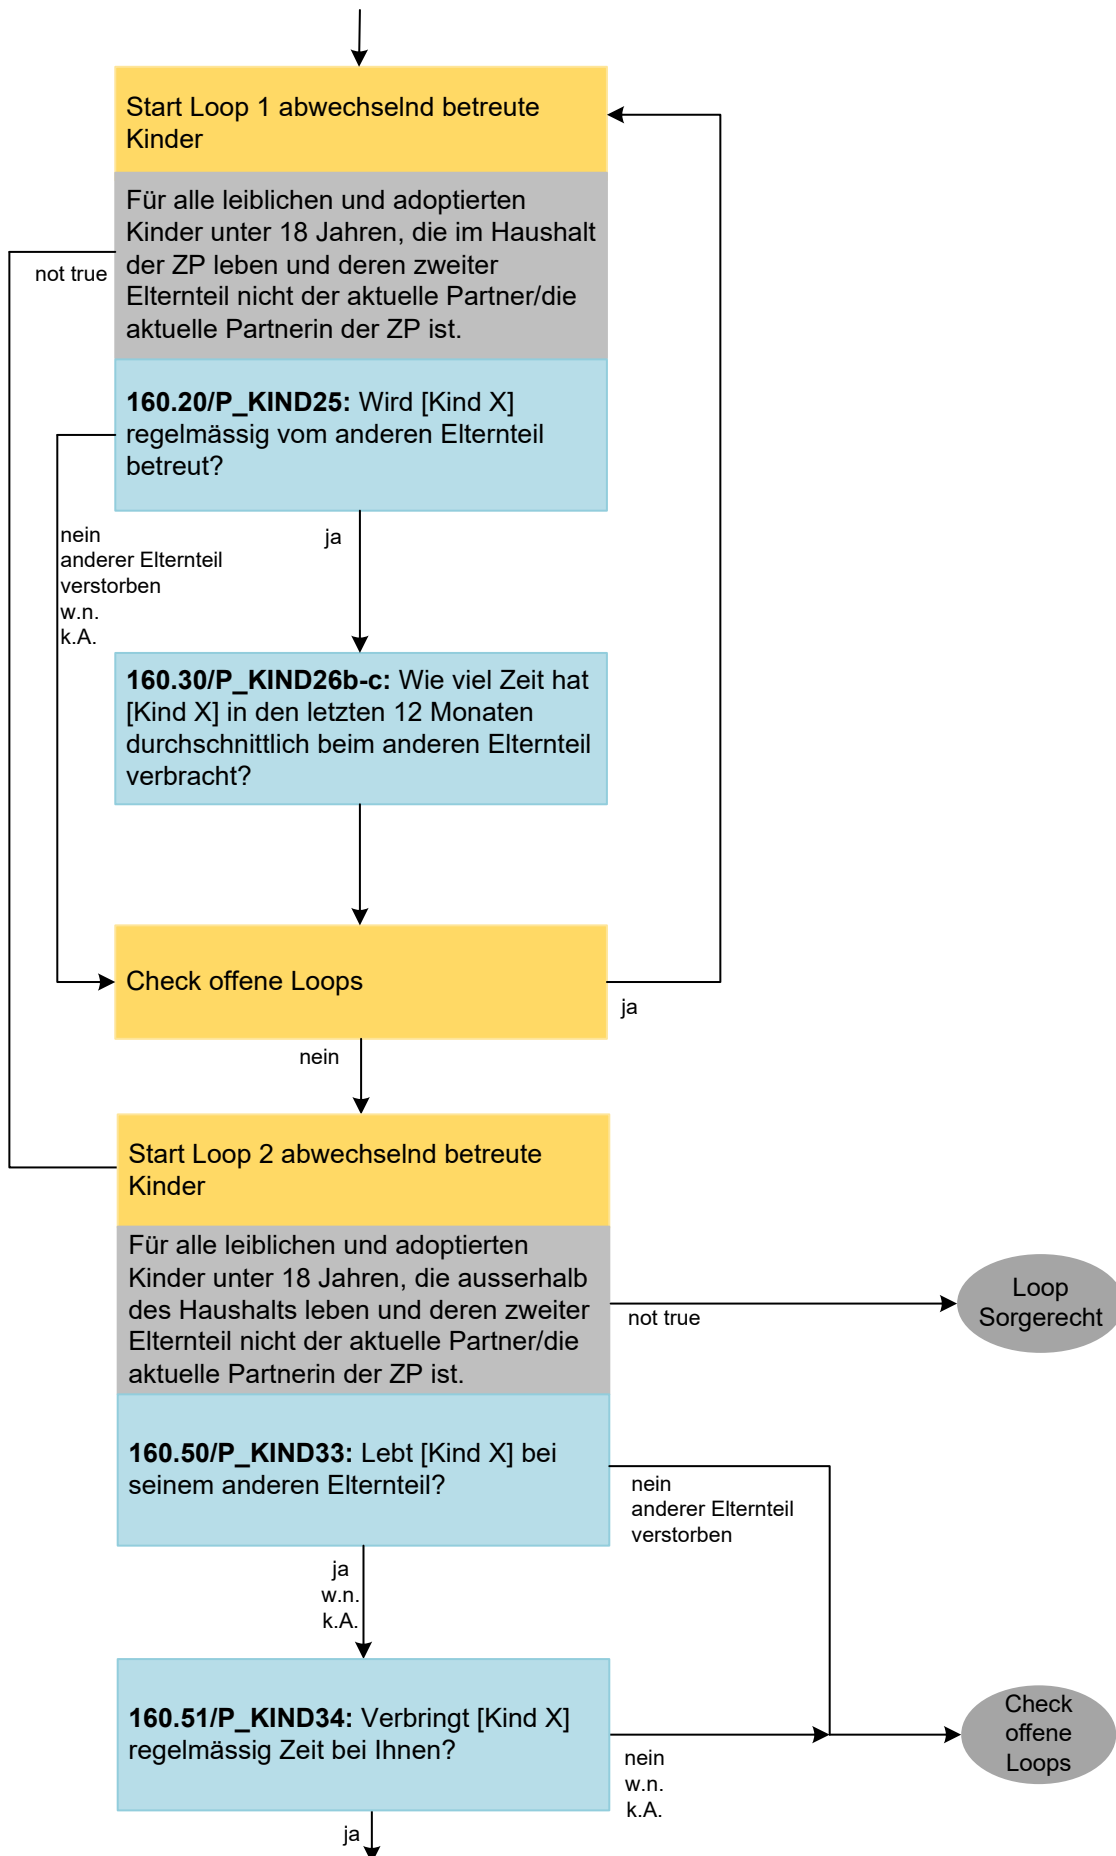 Start Loop 1 abwechselnd betreute
Kinder
Für alle leiblichen und adoptierten
Kinder unter 18 Jahren, die im Haushalt
der ZP leben und deren zweiter
Elternteil nicht der aktuelle Partner/die
aktuelle Partnerin der ZP ist.
not true
160.20/P_KIND25: Wird [Kind X]
regelmässig vom anderen Elternteil
betreut?
nein
anderer Elternteil
verstorben
w.n.
k.A.
ja
160.30/P_KIND26b-c: Wie viel Zeit hat
[Kind X] in den letzten 12 Monaten
durchschnittlich beim anderen Elternteil
verbracht?
Check offene Loops
ja
nein
Start Loop 2 abwechselnd betreute
Kinder
Für alle leiblichen und adoptierten
Kinder unter 18 Jahren, die ausserhalb
des Haushalts leben und deren zweiter
Elternteil nicht der aktuelle Partner/die
aktuelle Partnerin der ZP ist.
not true
Loop
Sorgerecht
160.50/P_KIND33: Lebt [Kind X] bei
seinem anderen Elternteil?
nein
anderer Elternteil
verstorben
ja
w.n.
k.A.
160.51/P_KIND34: Verbringt [Kind X]
regelmässig Zeit bei Ihnen?
nein
w.n.
k.A.
Check
offene
Loops
ja